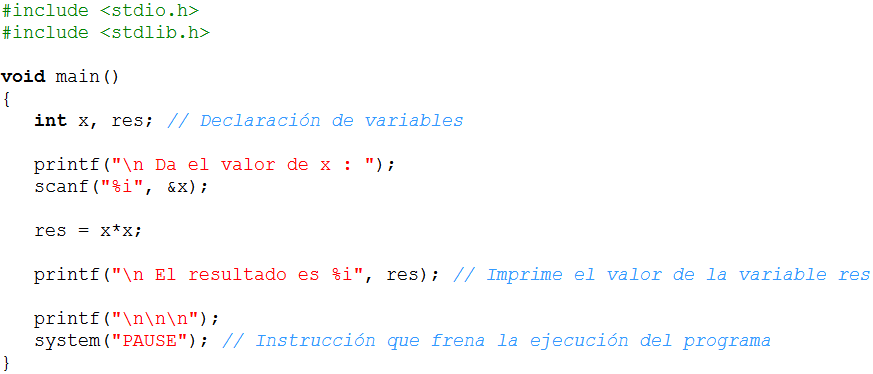 #include <stdio.h>
#include <stdlib.h>
void main()
{
int x, res; // Declaración de variables
printf("\n Da el valor de x : ");
scanf("%i", &x);
res = x*x;
printf("\n El resultado es %i", res); // Imprime el valor de la variable res
printf("\n\n\n");
system("PAUSE"); // Instrucción que frena la ejecución del programa
}